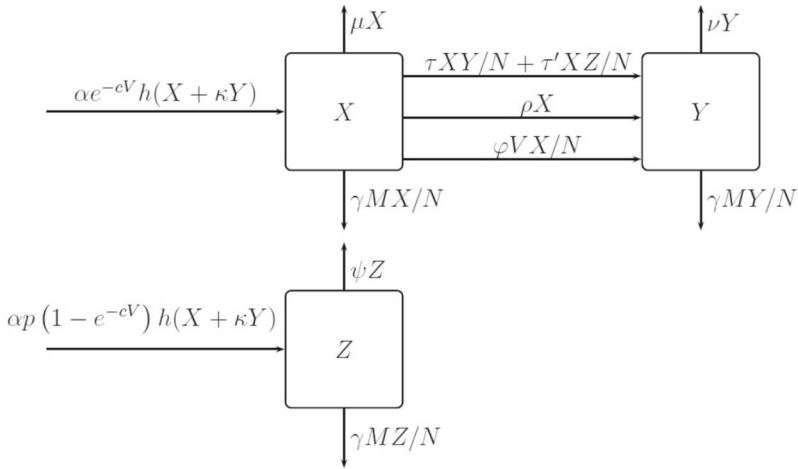 μX
νY
αe^{-cV}h(X + κY)
X
τXY/N + τ'XZ/N
ρX
φVX/N
Y
γMX/N
γMY/N
ψZ
αp(1 − e^{-cV})h(X + κY)
Z
γMZ/N